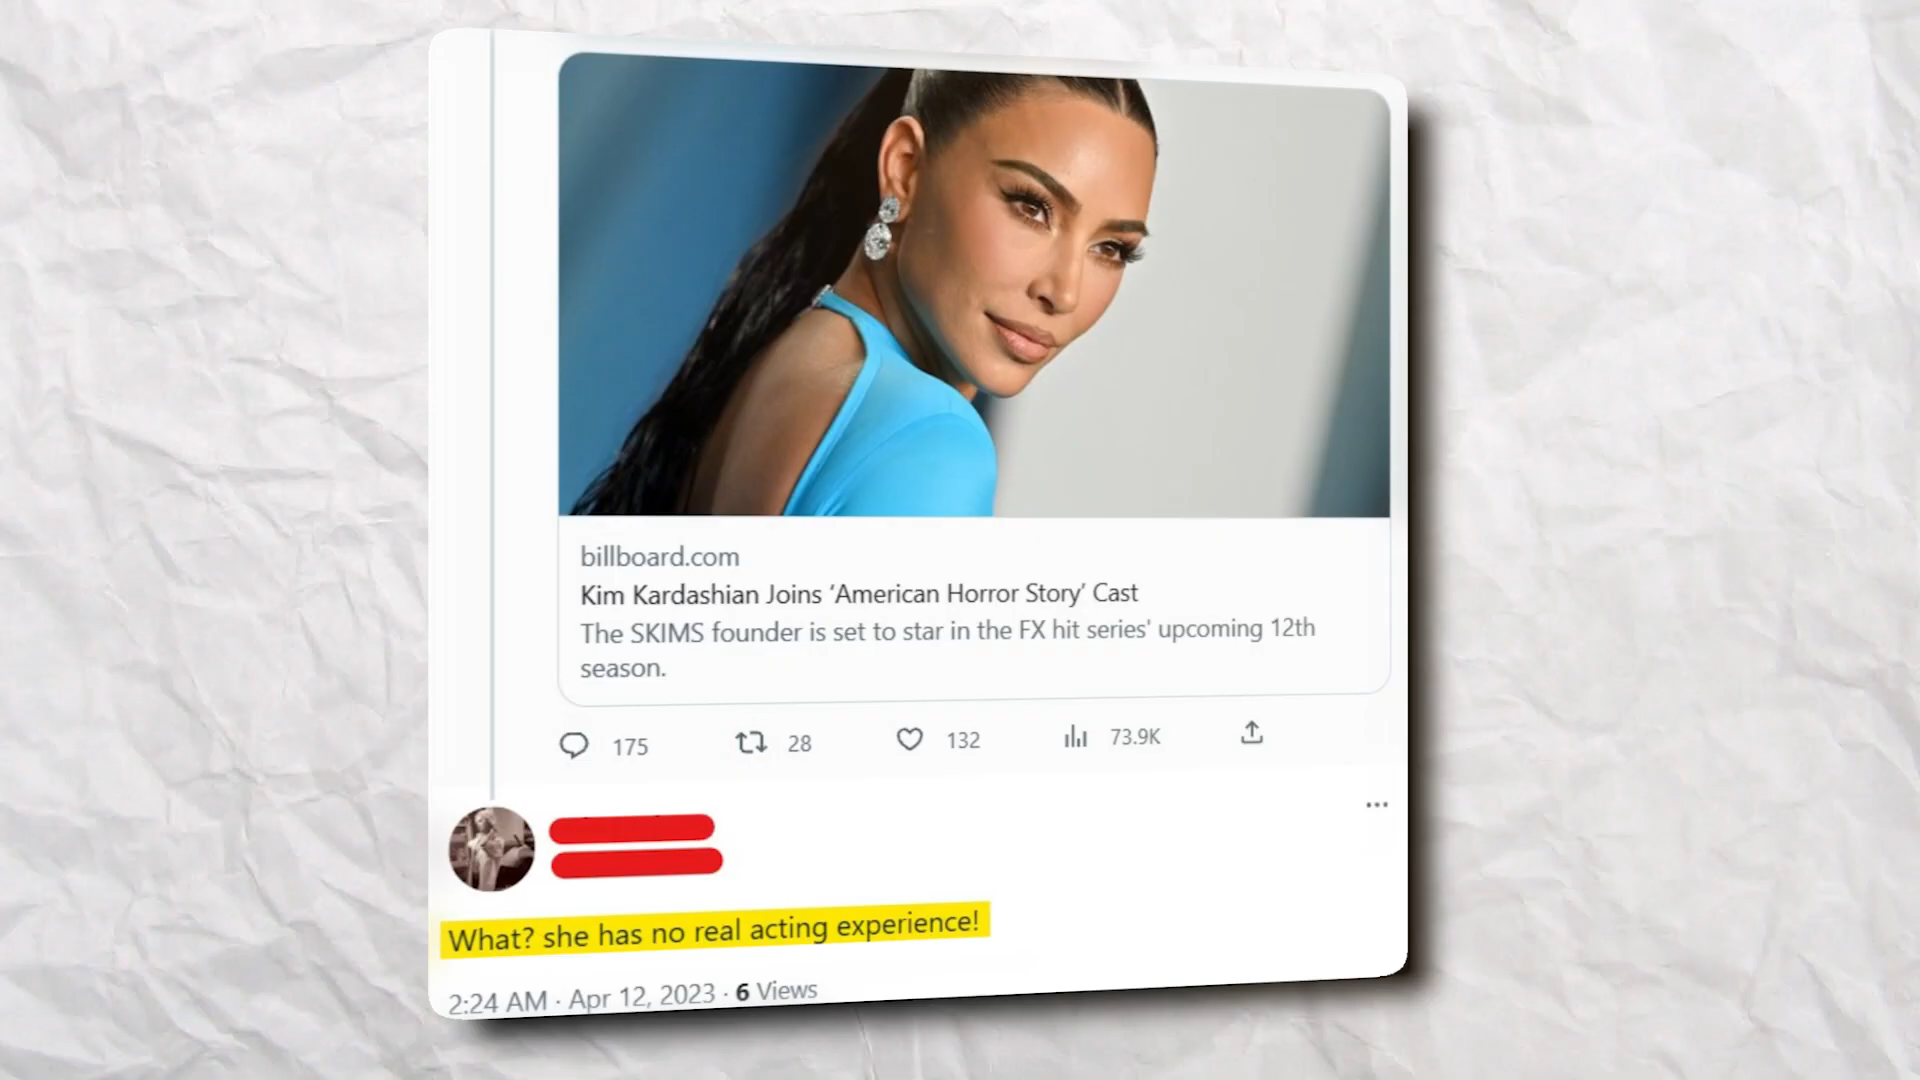 billboard.com
Kim Kardashian Joins ‘American Horror Story’ Cast
The SKIMS founder is set to star in the FX hit series' upcoming 12th
season.
175 28 132 73.9K
What? she has no real acting experience!
2:24 AM · Apr 12, 2023 · 6 Views